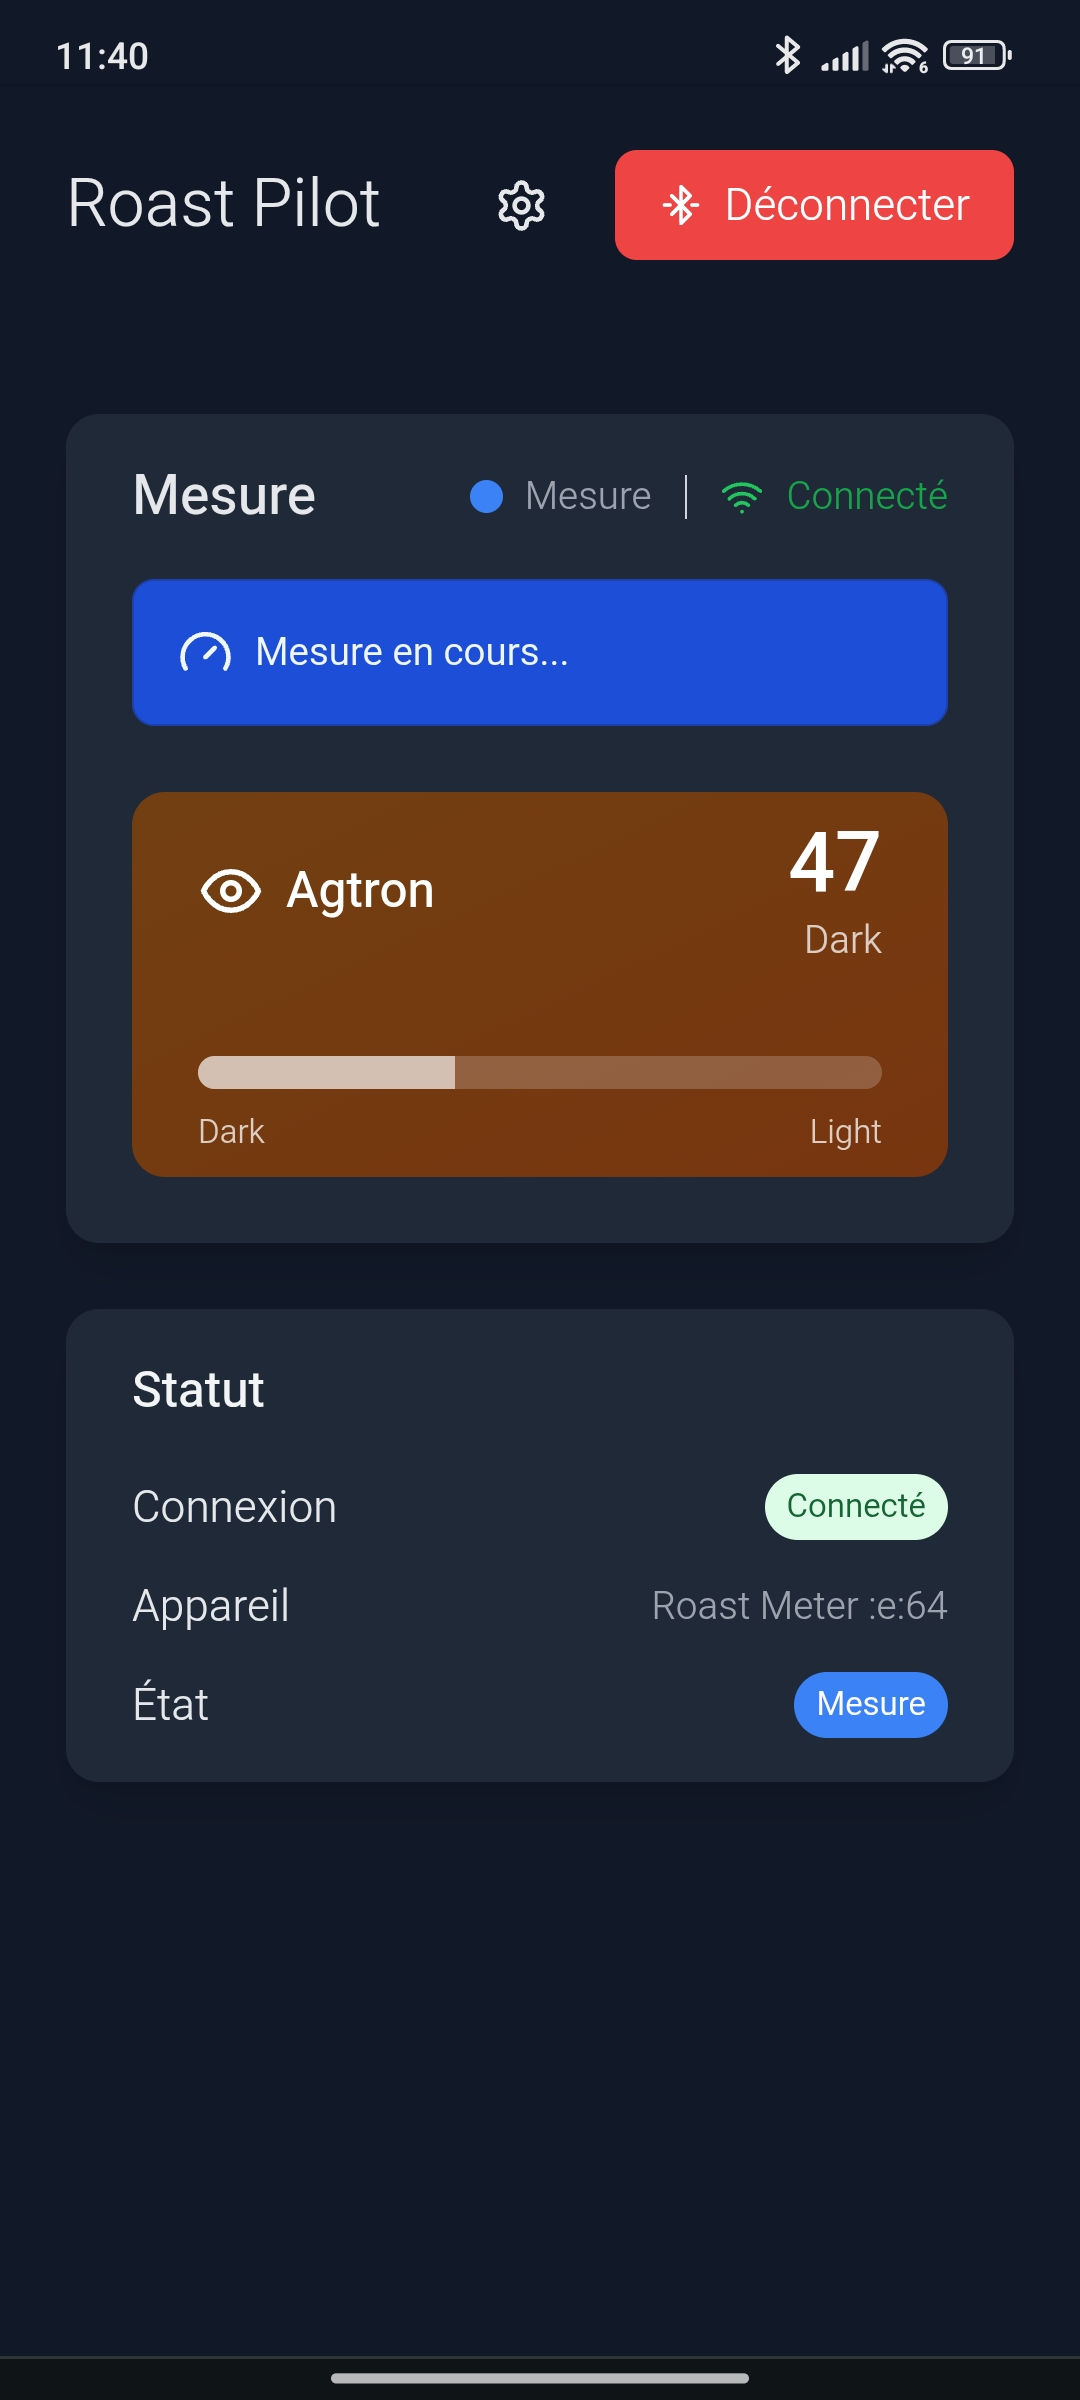 11:40
6
91
Roast Pilot
Déconnecter
Mesure
Mesure
Connecté
Mesure en cours...
Agtron
47
Dark
Dark
Light
Statut
Connexion
Connecté
Appareil
Roast Meter :e:64
État
Mesure